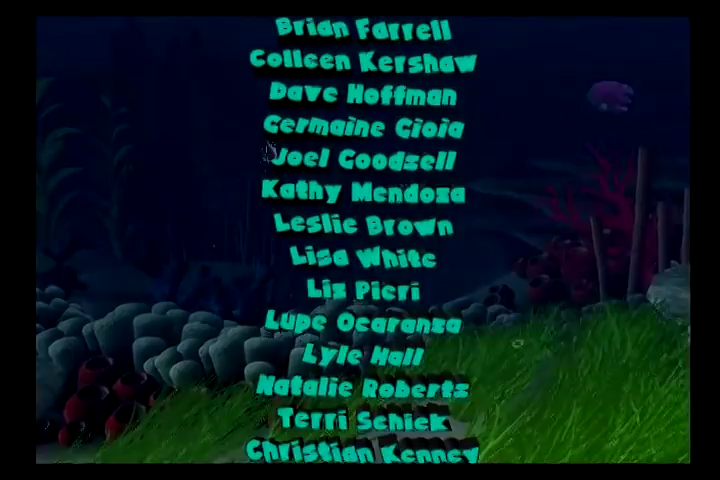 Brian Farrell
Colleen Kershaw
Dave Hoffman
Germaine Gioia
Joel Goodsell
Kathy Mendoza
Leslie Brown
Lisa White
Liz Pieri
Lupe Ocaranza
Lyle Hall
Natalie Roberts
Terri Schiek
Christian Kenney